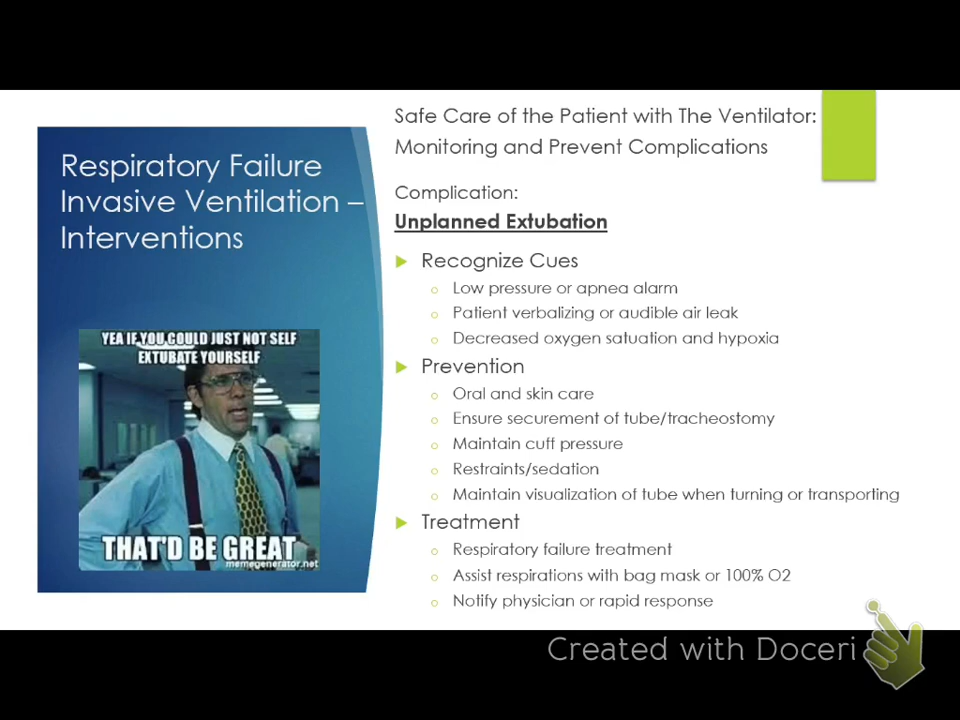 Respiratory Failure
Invasive Ventilation –
Interventions
YEA IF YOU COULD JUST NOT SELF
EXTUBATE YOURSELF
THAT'D BE GREAT
memegenerator.net
Safe Care of the Patient with The Ventilator:
Monitoring and Prevent Complications
Complication:
Unplanned Extubation
Recognize Cues
Low pressure or apnea alarm
Patient verbalizing or audible air leak
Decreased oxygen satuation and hypoxia
Prevention
Oral and skin care
Ensure securement of tube/tracheostomy
Maintain cuff pressure
Restraints/sedation
Maintain visualization of tube when turning or transporting
Treatment
Respiratory failure treatment
Assist respirations with bag mask or 100% O2
Notify physician or rapid response
Created with Doceri